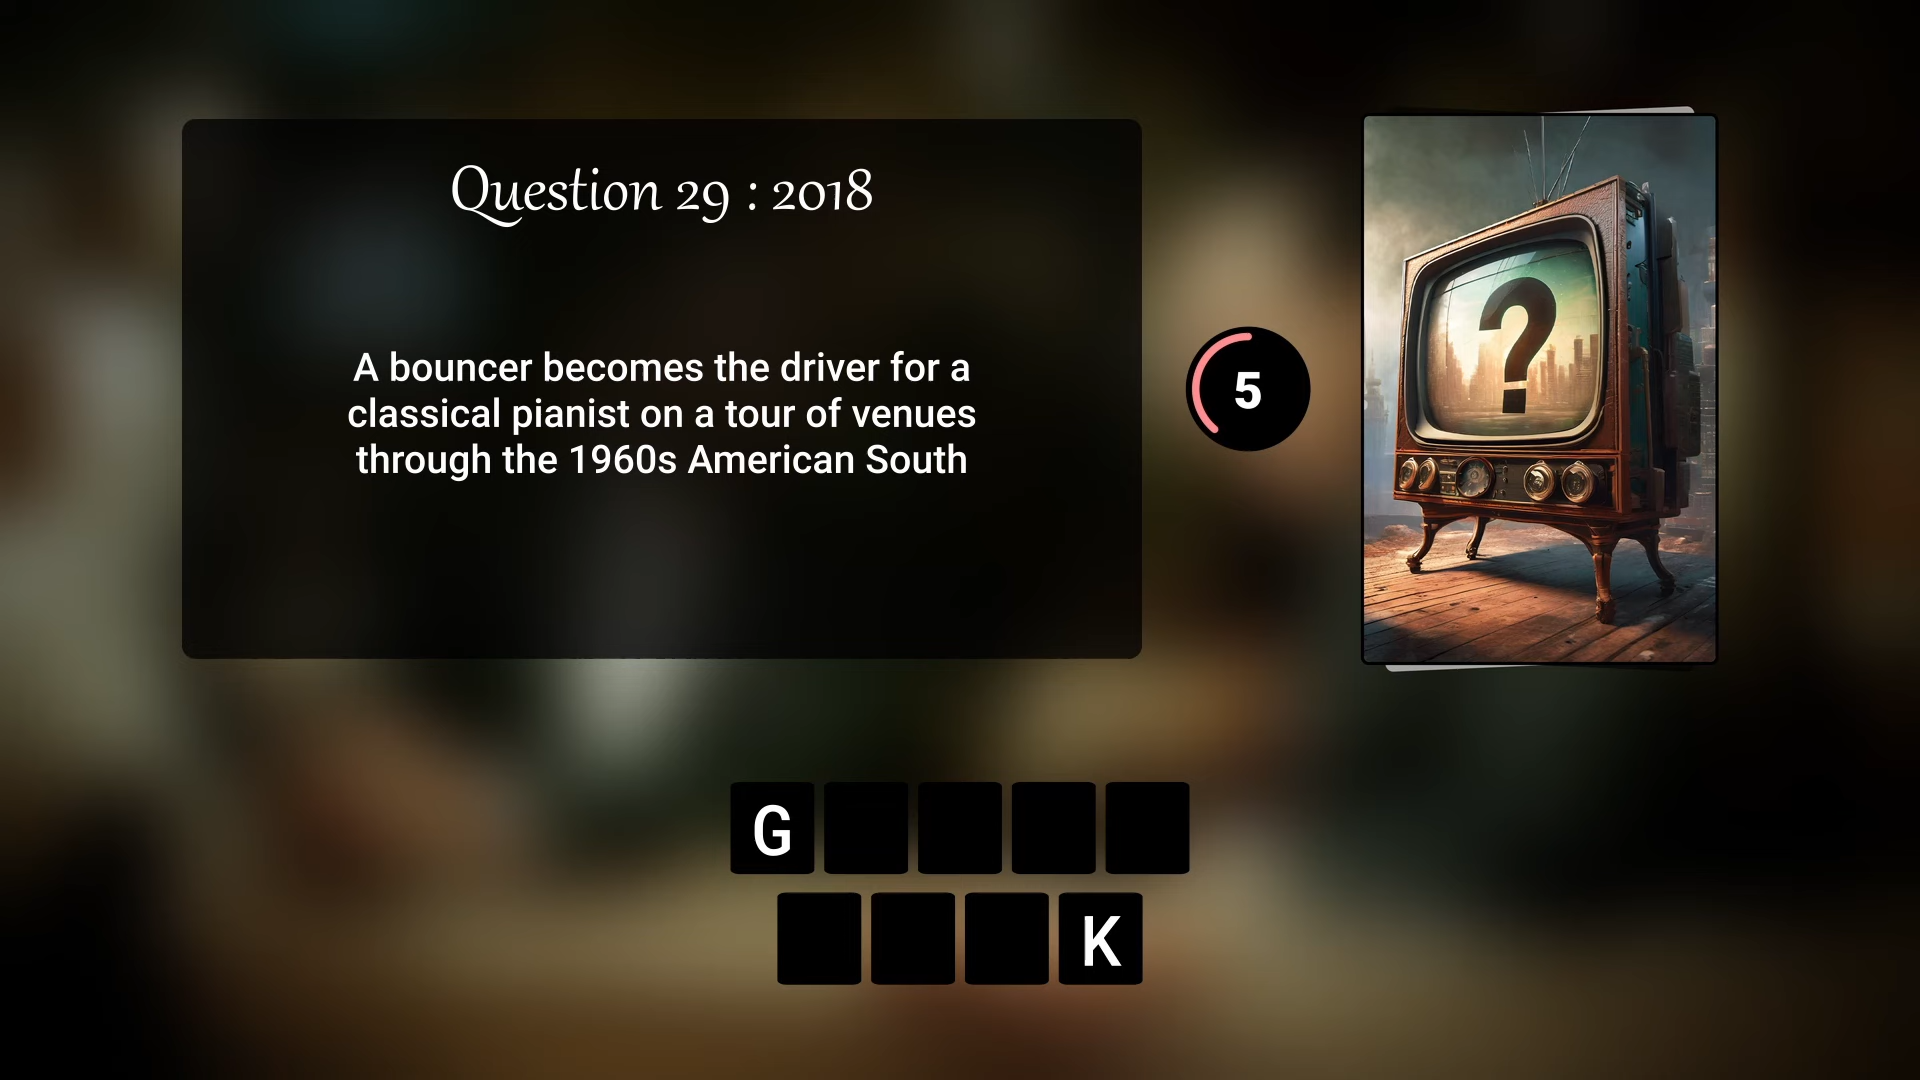 Question 29 : 2018
A bouncer becomes the driver for a
classical pianist on a tour of venues
through the 1960s American South
5
?
G
K